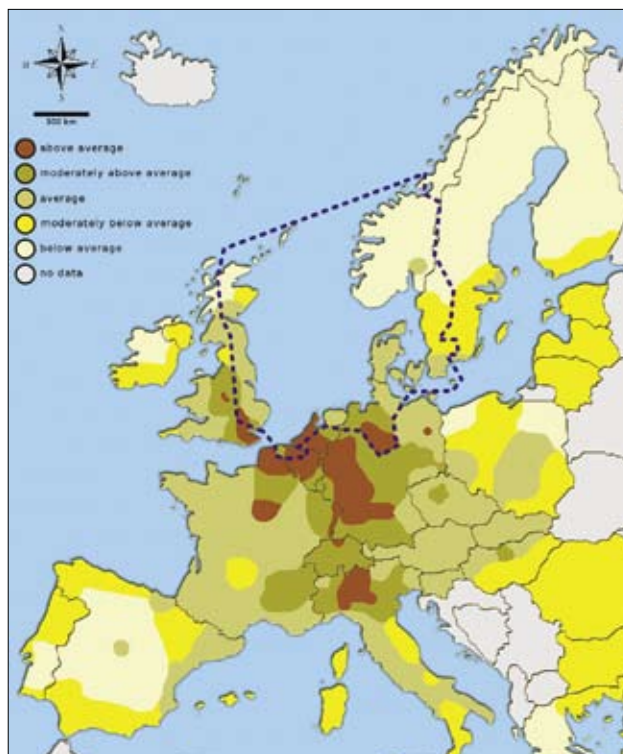 N
E
S
500 km
above average
moderately above average
average
moderately below average
below average
no data